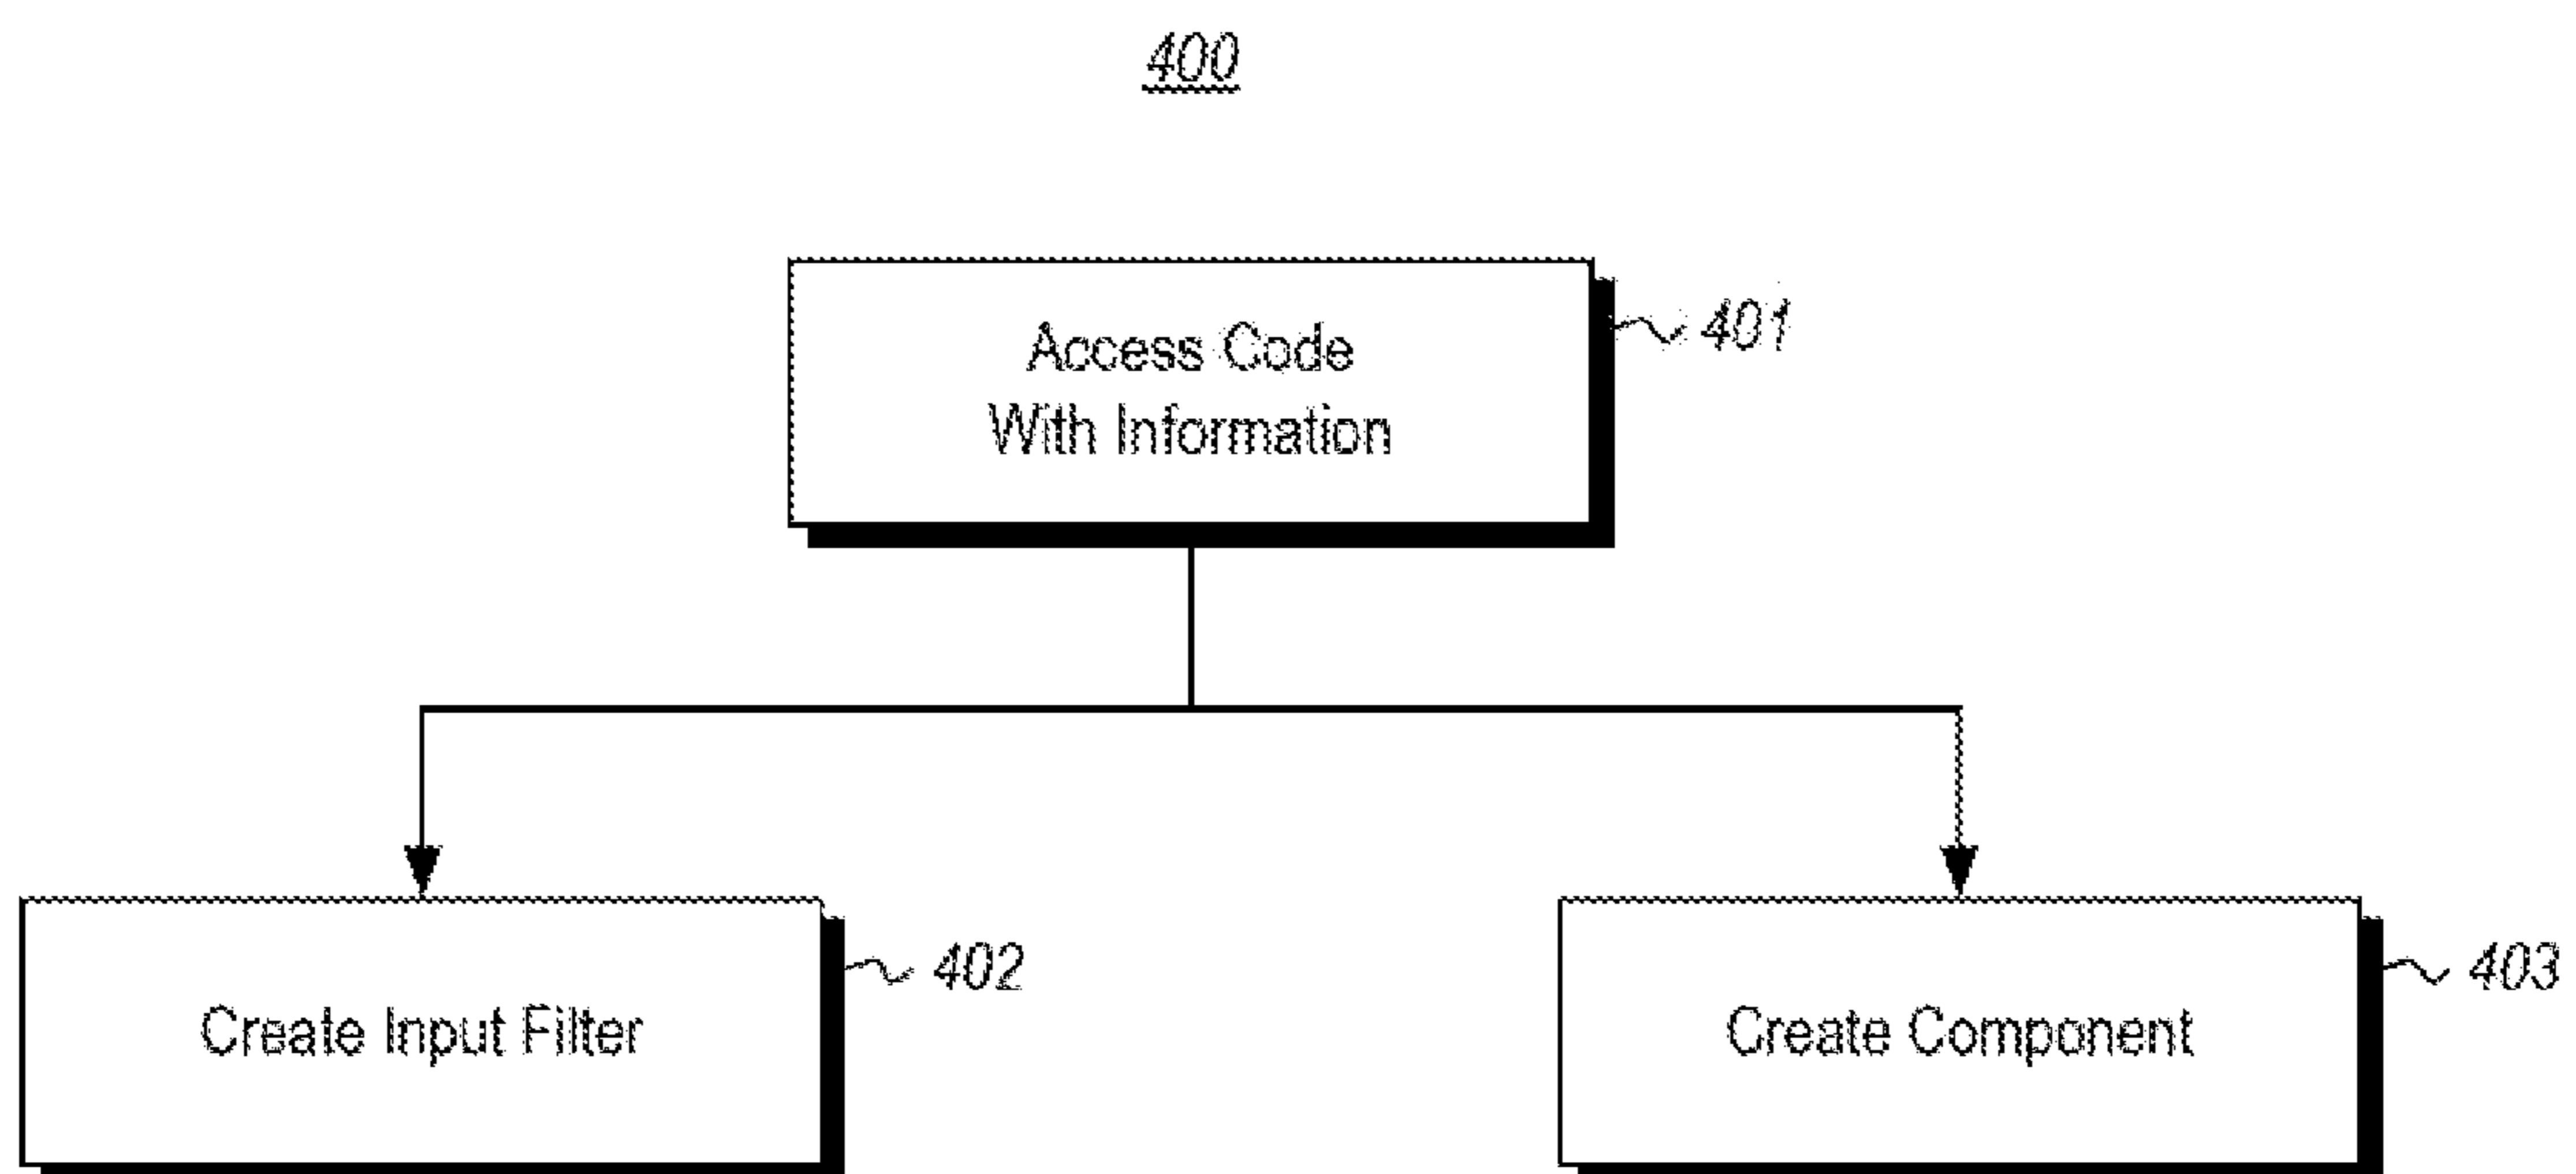 400
Access Code
With Information
401
Create Input Filter
402
Create Component
403